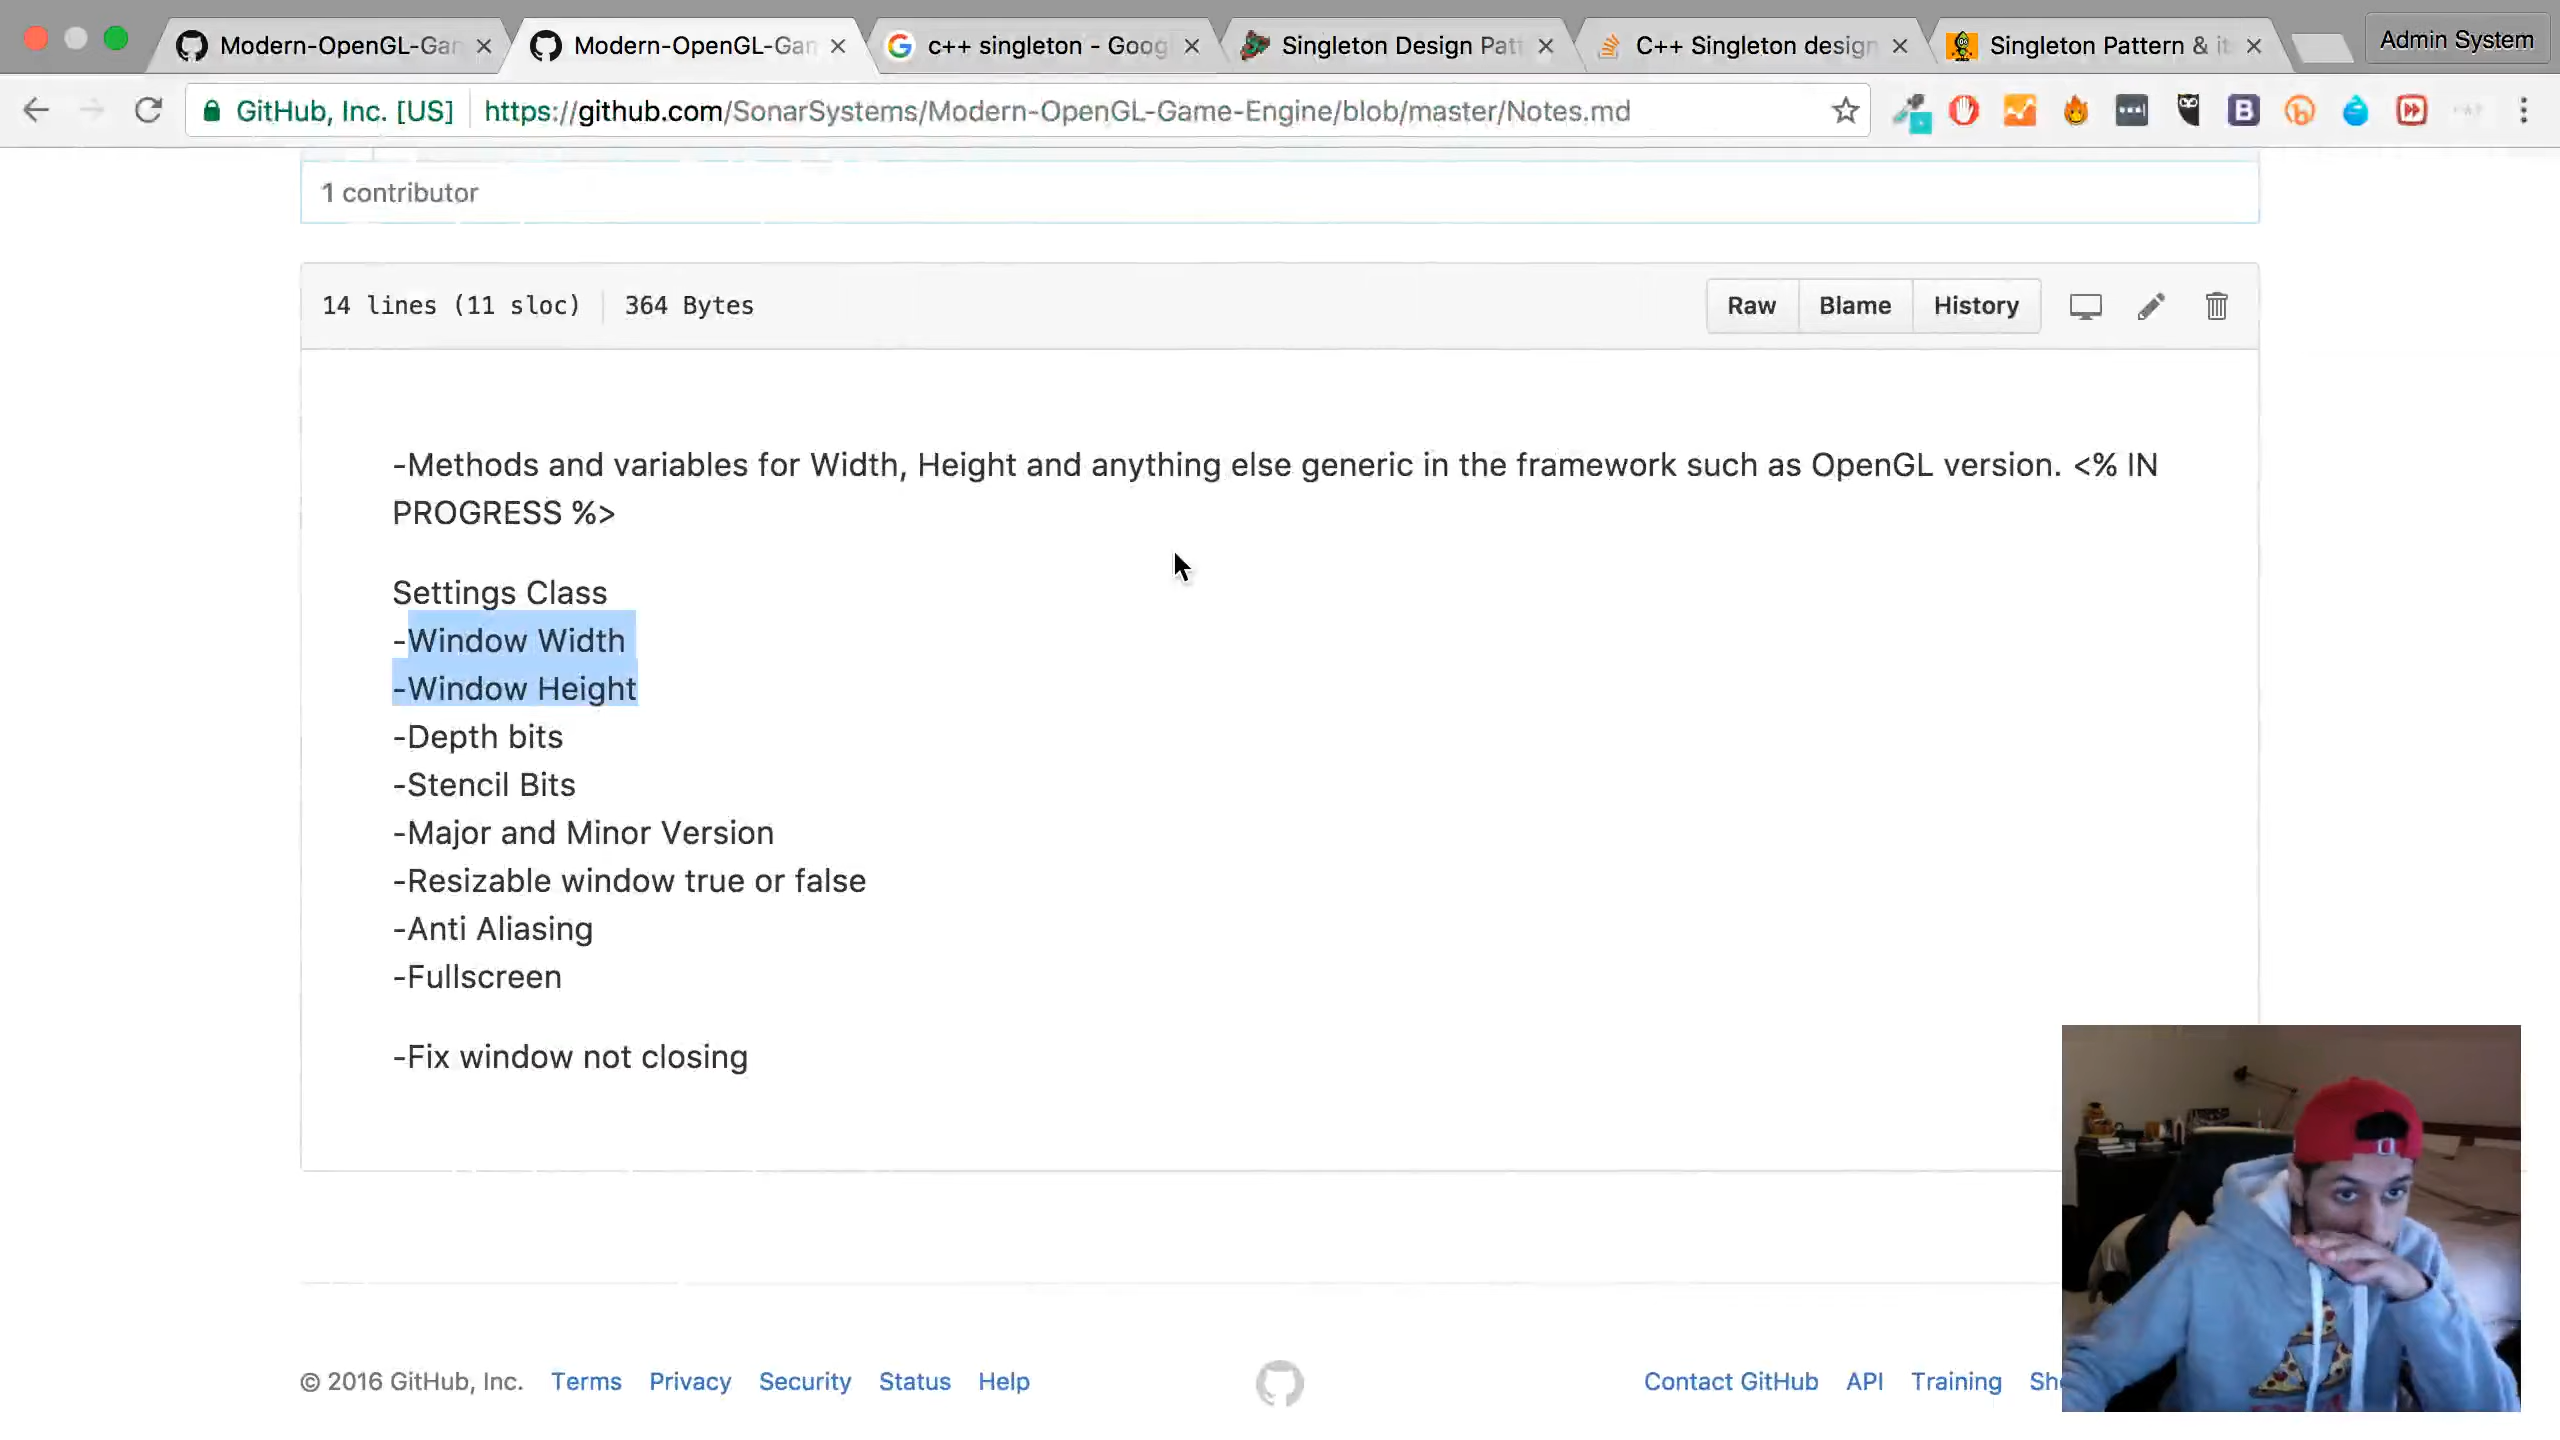 Modern-OpenGL-Gan
Modern-OpenGL-Gan
c++ singleton - Goog
Singleton Design Patt
C++ Singleton design
Singleton Pattern & it
Admin System
GitHub, Inc. [US]
https://github.com/SonarSystems/Modern-OpenGL-Game-Engine/blob/master/Notes.md
1 contributor
14 lines (11 sloc)
364 Bytes
Raw
Blame
History
-Methods and variables for Width, Height and anything else generic in the framework such as OpenGL version. <% IN
PROGRESS %>
Settings Class
-Window Width
-Window Height
-Depth bits
-Stencil Bits
-Major and Minor Version
-Resizable window true or false
-Anti Aliasing
-Fullscreen
-Fix window not closing
© 2016 GitHub, Inc.
Terms
Privacy
Security
Status
Help
Contact GitHub
API
Training